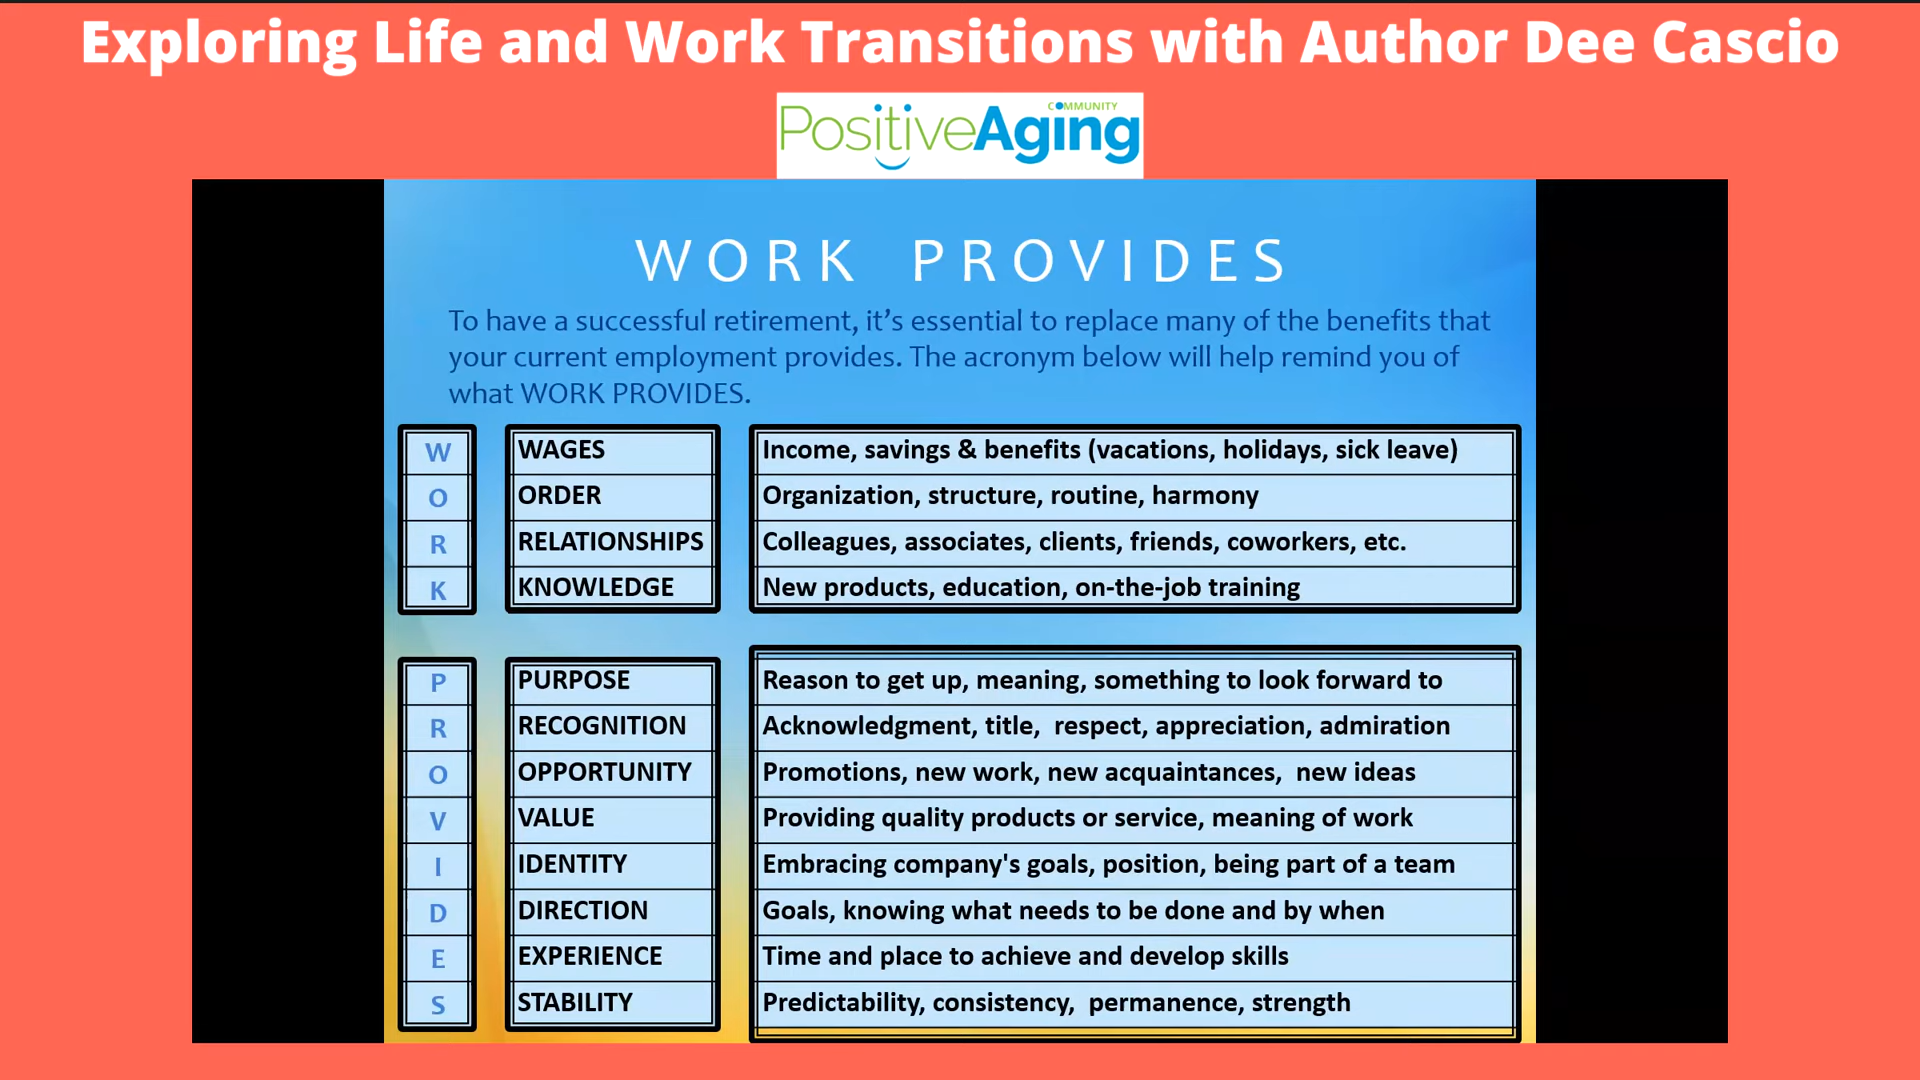 Exploring Life and Work Transitions with Author Dee Cascio
COMMUNITY
PositiveAging
WORK PROVIDES
To have a successful retirement, it's essential to replace many of the benefits that
your current employment provides. The acronym below will help remind you of
what WORK PROVIDES.
W WAGES Income, savings & benefits (vacations, holidays, sick leave)
O ORDER Organization, structure, routine, harmony
R RELATIONSHIPS Colleagues, associates, clients, friends, coworkers, etc.
K KNOWLEDGE New products, education, on-the-job training
P PURPOSE Reason to get up, meaning, something to look forward to
R RECOGNITION Acknowledgment, title, respect, appreciation, admiration
O OPPORTUNITY Promotions, new work, new acquaintances, new ideas
V VALUE Providing quality products or service, meaning of work
I IDENTITY Embracing company's goals, position, being part of a team
D DIRECTION Goals, knowing what needs to be done and by when
E EXPERIENCE Time and place to achieve and develop skills
S STABILITY Predictability, consistency, permanence, strength